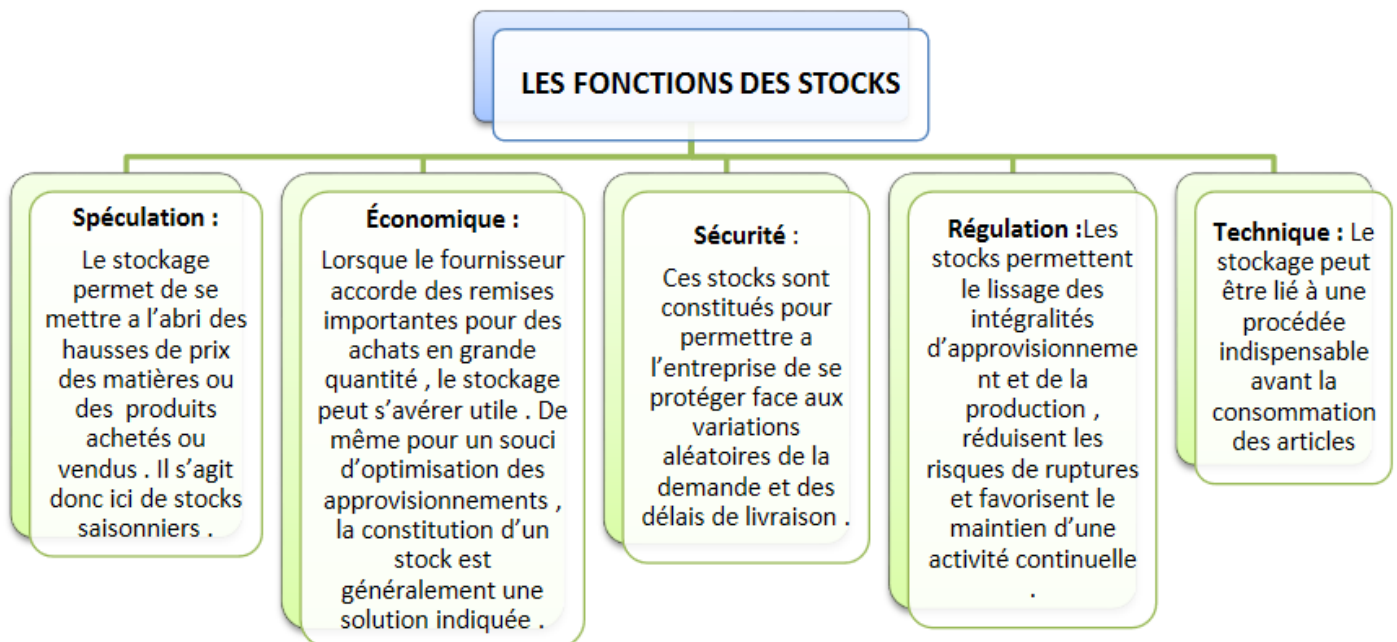 LES FONCTIONS DES STOCKS
Spéculation :
Le stockage
permet de se
mettre a l’abri des
hausses de prix
des matières ou
des produits
achetés ou
vendus . Il s’agit
donc ici de stocks
saisonniers .
Économique :
Lorsque le fournisseur
accorde des remises
importantes pour des
achats en grande
quantité , le stockage
peut s’avérer utile . De
même pour un souci
d’optimisation des
approvisionnements ,
la constitution d’un
stock est
généralement une
solution indiquée .
Sécurité :
Ces stocks sont
constitués pour
permettre a
l’entreprise de se
protéger face aux
variations
aléatoires de la
demande et des
délais de livraison .
Régulation :Les
stocks permettent
le lissage des
intégralités
d’approvisionneme
nt et de la
production ,
réduisent les
risques de ruptures
et favorisent le
maintien d’une
activité continuelle
.
Technique : Le
stockage peut
être lié à une
procédée
indispensable
avant la
consommation
des articles